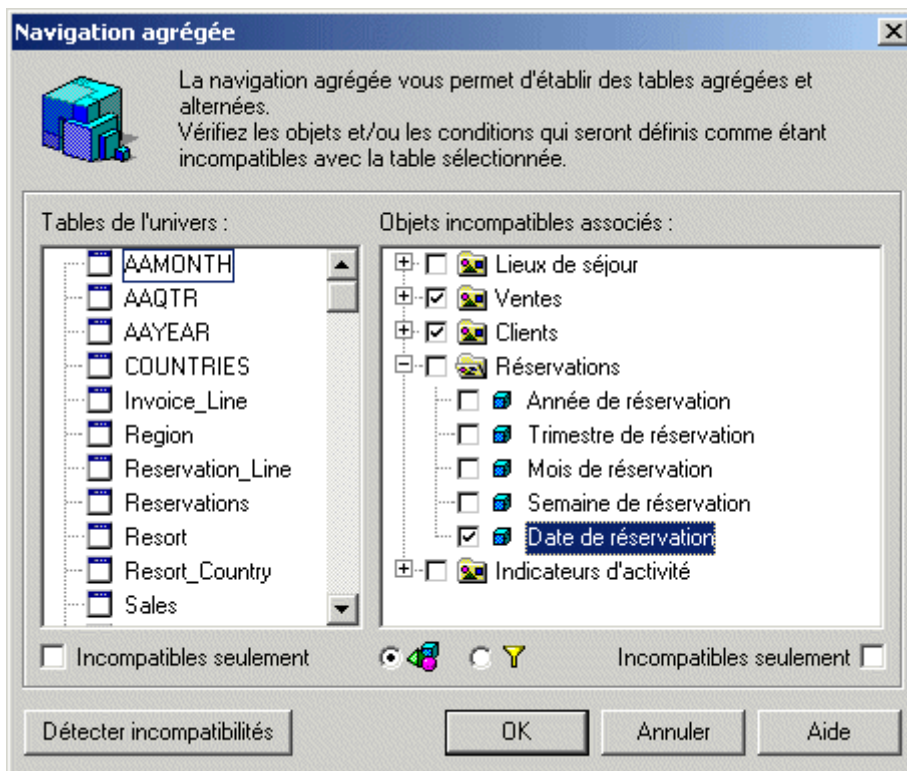 Navigation agrégée
La navigation agrégée vous permet d'établir des tables agrégées et
alternées.
Vérifiez les objets et/ou les conditions qui seront définis comme étant
incompatibles avec la table sélectionnée.
Tables de l'univers :
AAMONTH
AAQTR
AAYEAR
COUNTRIES
Invoice_Line
Region
Reservation_Line
Reservations
Resort
Resort_Country
Sales
Objets incompatibles associés :
Lieux de séjour
Ventes
Clients
Réservations
Année de réservation
Trimestre de réservation
Mois de réservation
Semaine de réservation
Date de réservation
Indicateurs d'activité
Incompatibles seulement
Incompatibles seulement
Détecter incompatibilités
OK
Annuler
Aide